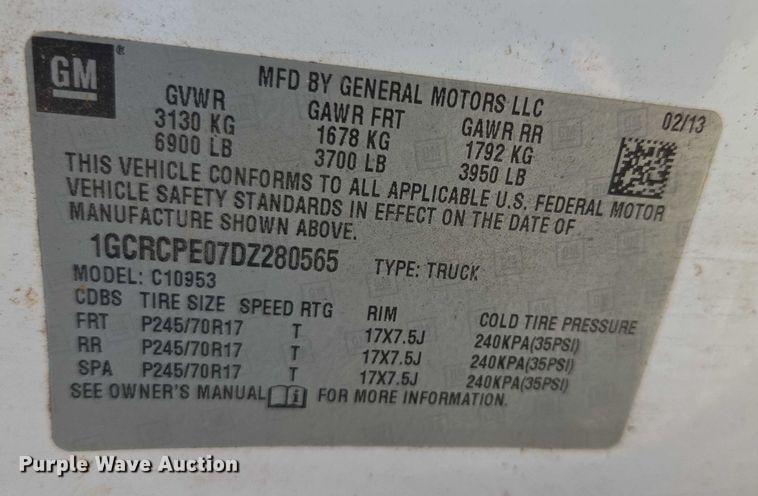 GM ®
MFD BY GENERAL MOTORS LLC
02/13
GVWR GAWR FRT GAWR RR
3130 KG 1678 KG 1792 KG
6900 LB 3700 LB 3950 LB
THIS VEHICLE CONFORMS TO ALL APPLICABLE U.S. FEDERAL MOTOR
VEHICLE SAFETY STANDARDS IN EFFECT ON THE DATE OF
MANUFACTURE SHOWN ABOVE.
1GCRCPE07DZ280565 TYPE: TRUCK
MODEL: C10953
CDBS TIRE SIZE SPEED RTG RIM COLD TIRE PRESSURE
FRT P245/70R17 T 17X7.5J 240KPA(35PSI)
RR P245/70R17 T 17X7.5J 240KPA(35PSI)
SPA P245/70R17 T 17X7.5J 240KPA(35PSI)
SEE OWNER'S MANUAL i FOR MORE INFORMATION.
Purple Wave Auction